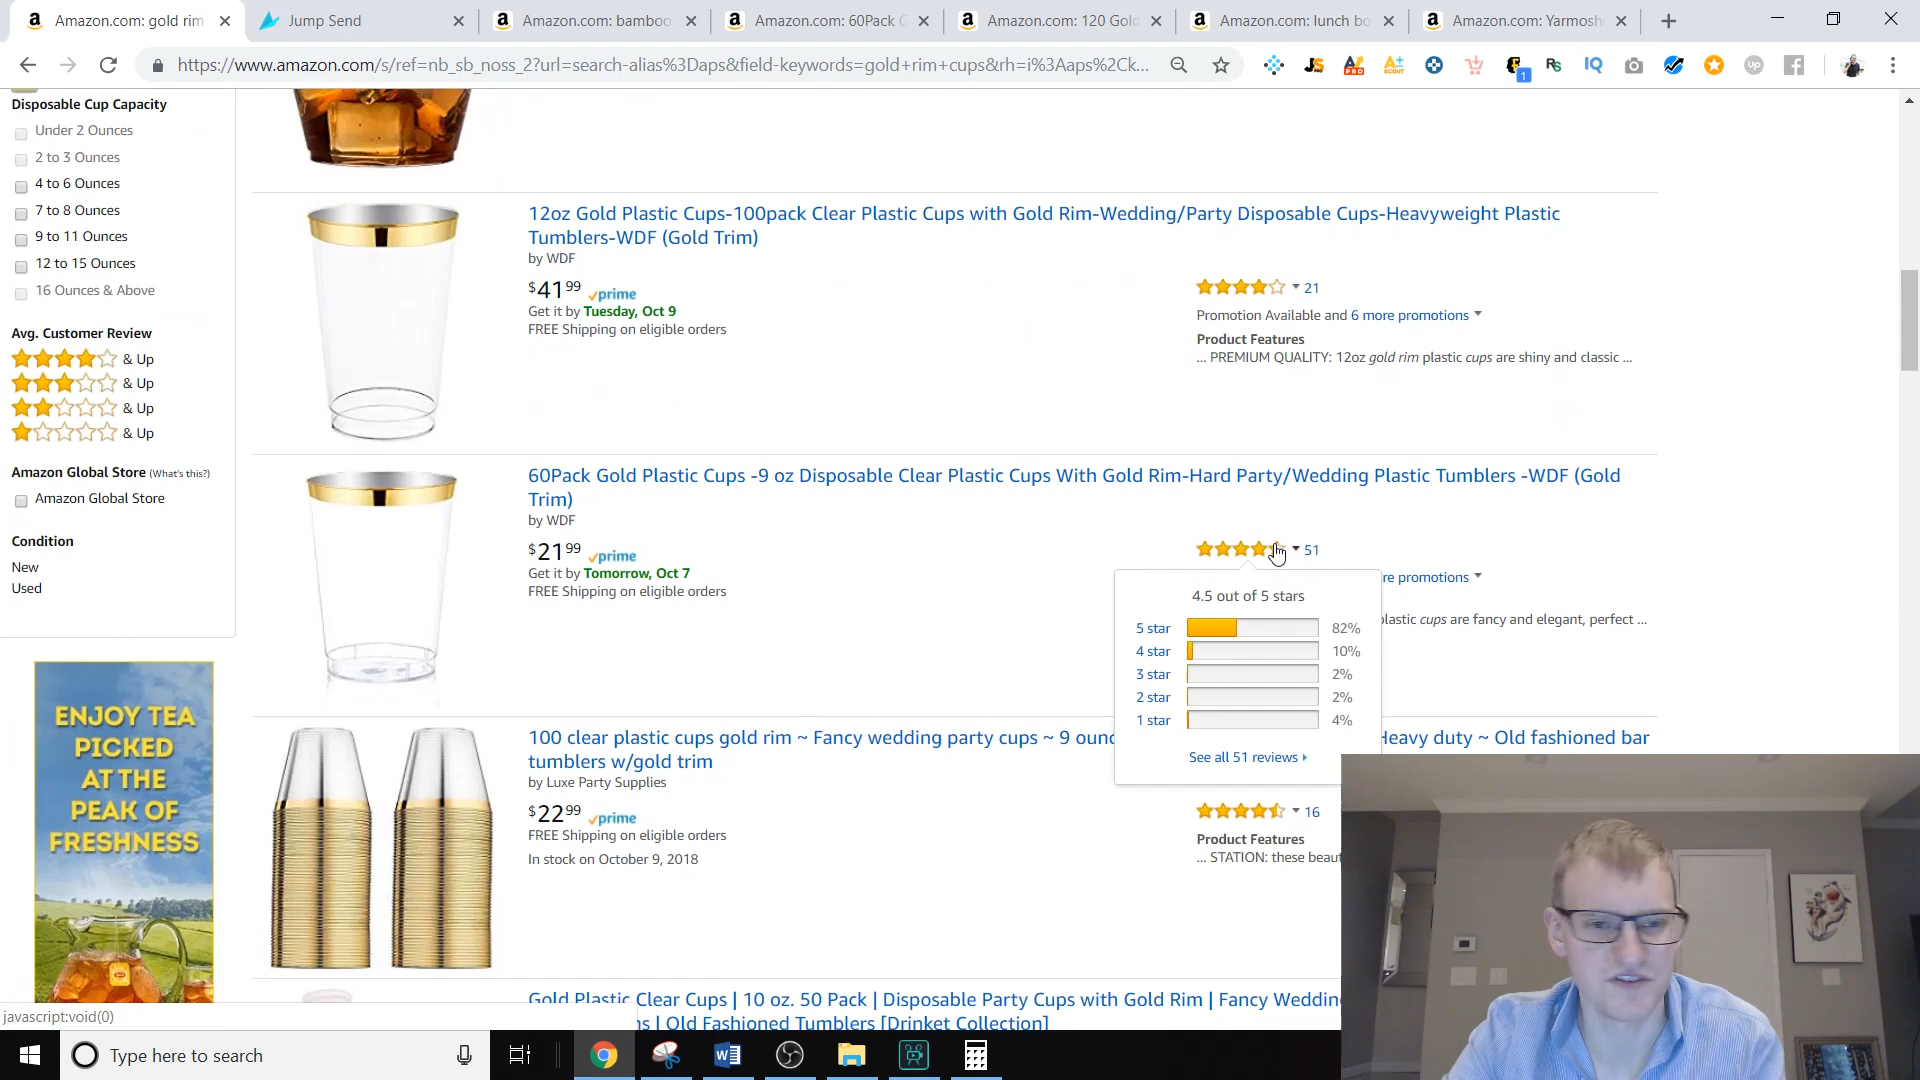 Amazon.com: gold rim
Jump Send
Amazon.com: bamboo
Amazon.com: 60Pack G
Amazon.com: 120 Gold
Amazon.com: lunch bo
Amazon.com: Yarmosh
https://www.amazon.com/s/ref=nb_sb_noss_2?url=search-alias%3Daps&field-keywords=gold+rim+cups&rh=i%3Aaps%2Ck...
Disposable Cup Capacity
Under 2 Ounces
2 to 3 Ounces
4 to 6 Ounces
7 to 8 Ounces
9 to 11 Ounces
12 to 15 Ounces
16 Ounces & Above
Avg. Customer Review
& Up
& Up
& Up
& Up
Amazon Global Store (What's this?)
Amazon Global Store
Condition
New
Used
ENJOY TEA
PICKED
AT THE
PEAK OF
FRESHNESS
12oz Gold Plastic Cups-100pack Clear Plastic Cups with Gold Rim-Wedding/Party Disposable Cups-Heavyweight Plastic
Tumblers-WDF (Gold Trim)
by WDF
$41 99 prime
Get it by Tuesday, Oct 9
FREE Shipping on eligible orders
21
Promotion Available and 6 more promotions
Product Features
... PREMIUM QUALITY: 12oz gold rim plastic cups are shiny and classic ...
60Pack Gold Plastic Cups -9 oz Disposable Clear Plastic Cups With Gold Rim-Hard Party/Wedding Plastic Tumblers -WDF (Gold
Trim)
by WDF
$21 99 prime
Get it by Tomorrow, Oct 7
FREE Shipping on eligible orders
51
re promotions
plastic cups are fancy and elegant, perfect ...
4.5 out of 5 stars
5 star 82%
4 star 10%
3 star 2%
2 star 2%
1 star 4%
See all 51 reviews
100 clear plastic cups gold rim ~ Fancy wedding party cups ~ 9 ounc
Heavy duty ~ Old fashioned bar
tumblers w/gold trim
by Luxe Party Supplies
$22 99 prime
FREE Shipping on eligible orders
In stock on October 9, 2018
16
Product Features
... STATION: these beaut
Gold Plastic Clear Cups | 10 oz. 50 Pack | Disposable Party Cups with Gold Rim | Fancy Wedding
ns | Old Fashioned Tumblers [Drinket Collection]
javascript:void(0)
Type here to search